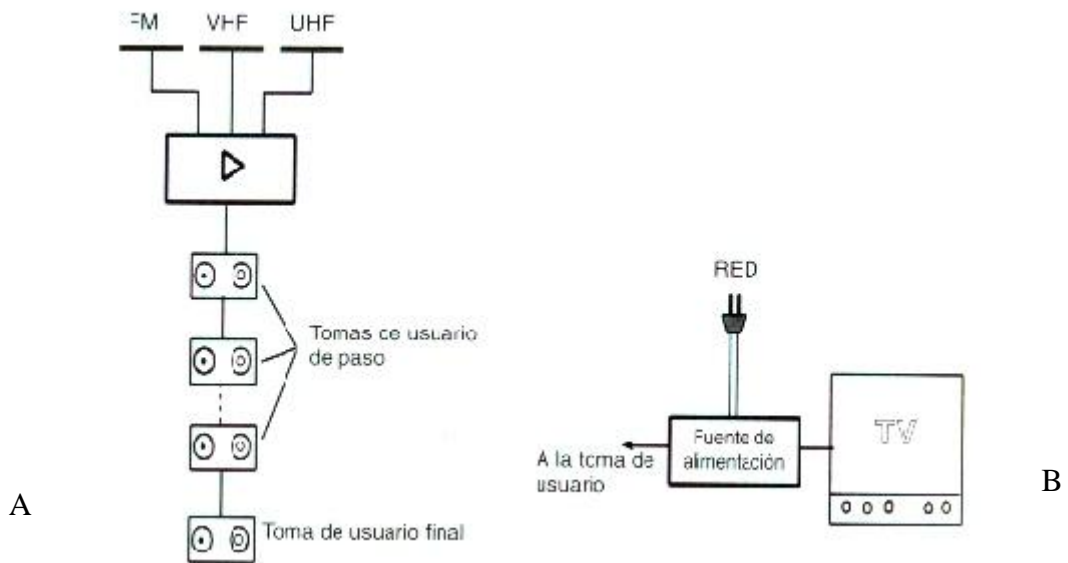 FM VHF UHF
RED
Tomas ce usuario
de paso
TV
Fuente de
alimentación
A la toma de
usuario
B
A
Toma de usuario final